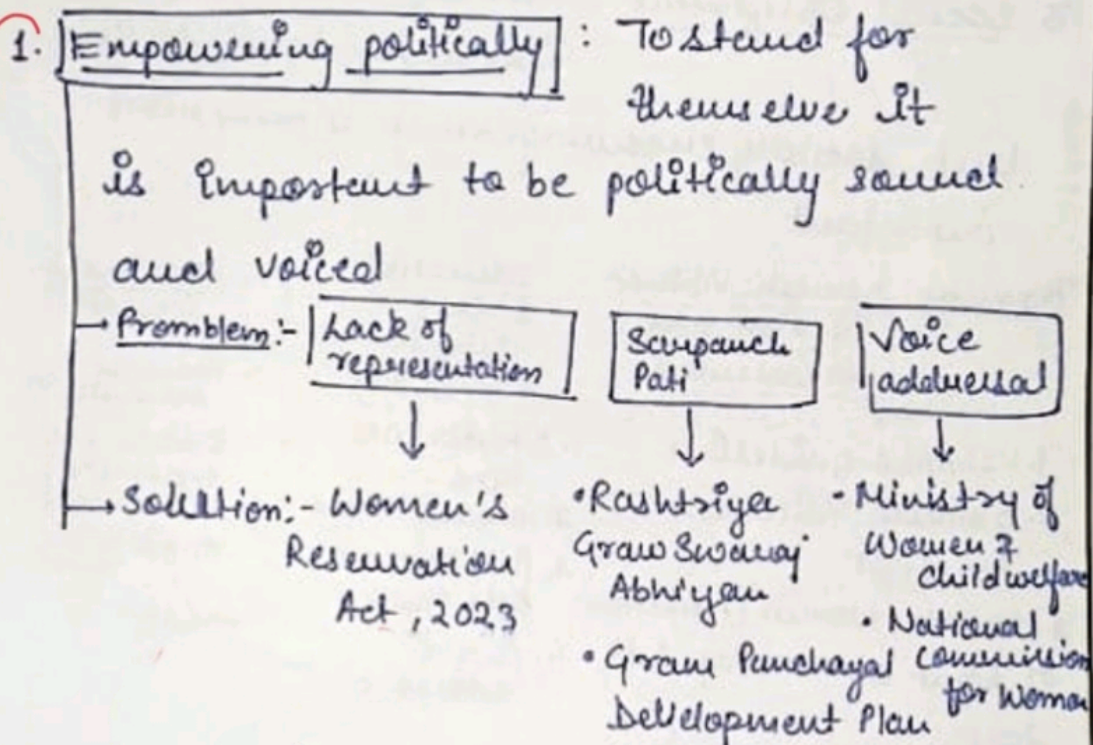 1. Empowering politically : To stand for
themselve it
is important to be politically sound
and voiced
→ Promblem:- Lack of
representation
Sarpanch
Pati
Voice
addressal
→ Solution:- Women's
Reservation
Act, 2023
• Rashtriya
Gram Swaraj
Abhiyan
• Gram Panchayat
Development Plan
• Ministry of
Women &
child welfare
• National
Commission
for Woman